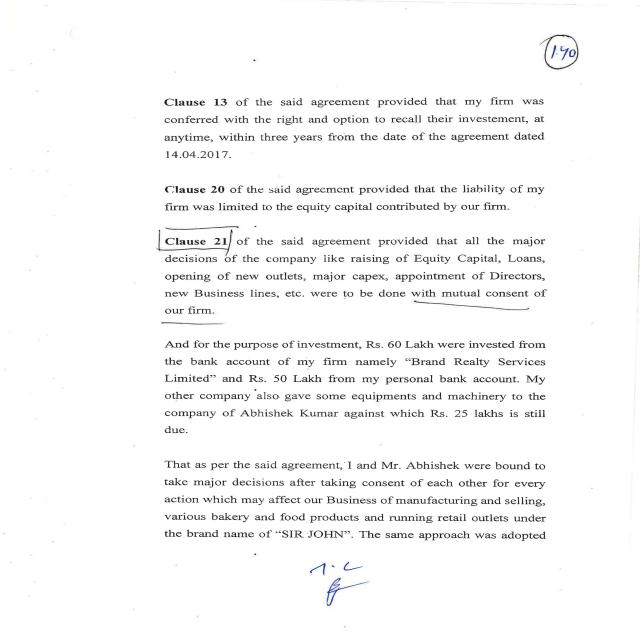 140
Clause 13 of the said agreement provided that my firm was
conferred with the right and option to recall their investement, at
anytime, within three years from the date of the agreement dated
14.04.2017.
Clause 20 of the said agreement provided that the liability of my
firm was limited to the equity capital contributed by our firm.
Clause 21 of the said agreement provided that all the major
decisions of the company like raising of Equity Capital, Loans,
opening of new outlets, major capex, appointment of Directors,
new Business lines, etc. were to be done with mutual consent of
our firm.
And for the purpose of investment, Rs. 60 Lakh were invested from
the bank account of my firm namely “Brand Realty Services
Limited” and Rs. 50 Lakh from my personal bank account. My
other company also gave some equipments and machinery to the
company of Abhishek Kumar against which Rs. 25 lakhs is still
due.
That as per the said agreement, I and Mr. Abhishek were bound to
take major decisions after taking consent of each other for every
action which may affect our Business of manufacturing and selling,
various bakery and food products and running retail outlets under
the brand name of “SIR JOHN”. The same approach was adopted
T.C